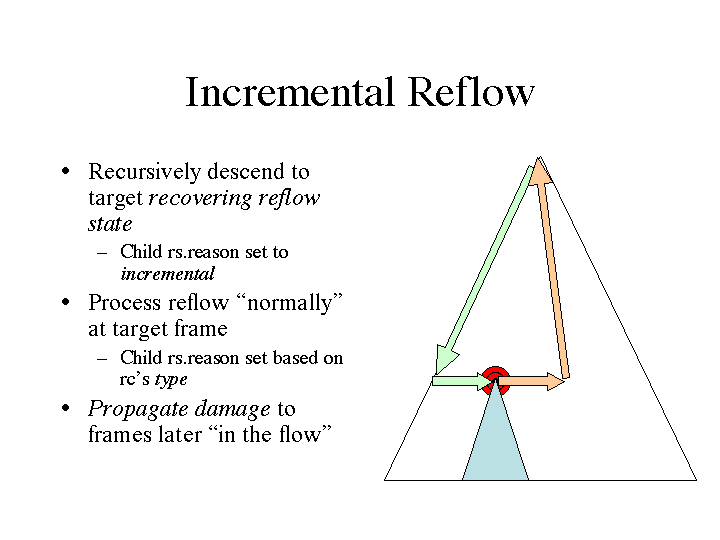 Incremental Reflow
• Recursively descend to
target recovering reflow
state
– Child rs.reason set to
incremental
• Process reflow “normally”
at target frame
– Child rs.reason set based on
rc’s type
• Propagate damage to
frames later “in the flow”